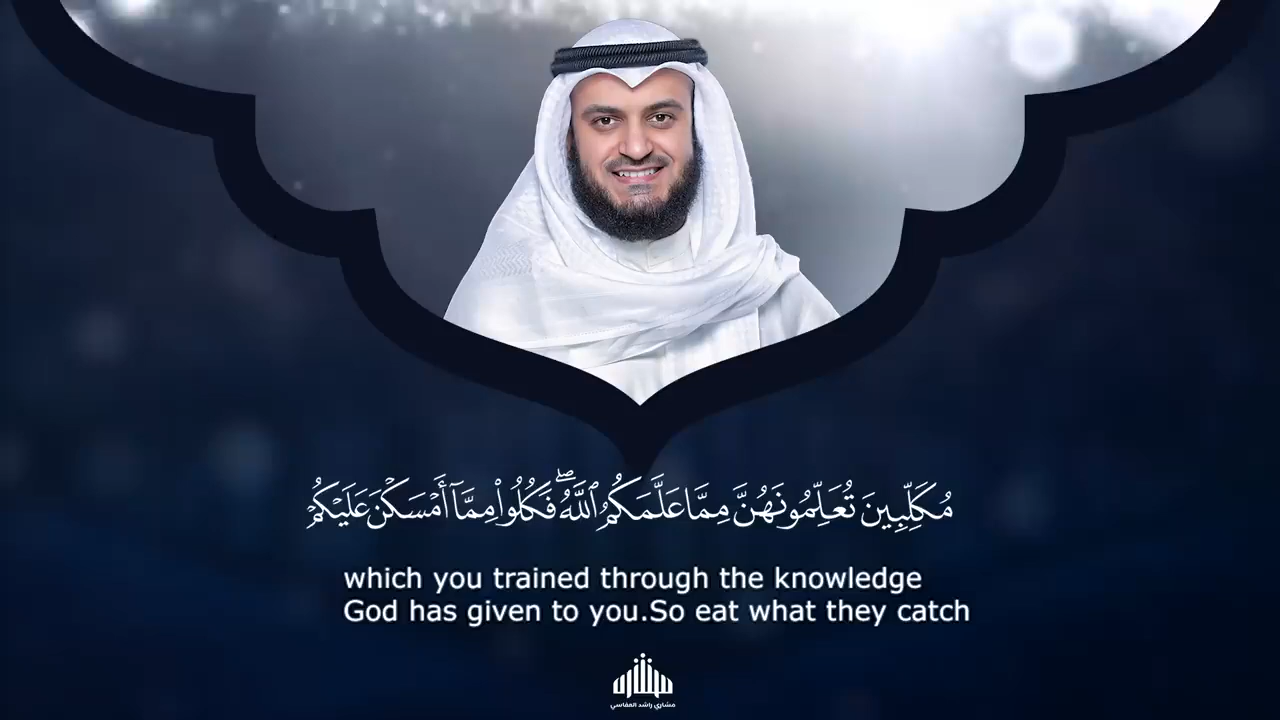 مُكَلِّبِينَ تُعَلِّمُونَهُنَّ مِمَّا عَلَّمَكُمُ ٱللَّهُۖ فَكُلُوا۟ مِمَّآ أَمْسَكْنَ عَلَيْكُمْ
which you trained through the knowledge
God has given to you.So eat what they catch
مشاري راشد العفاسي